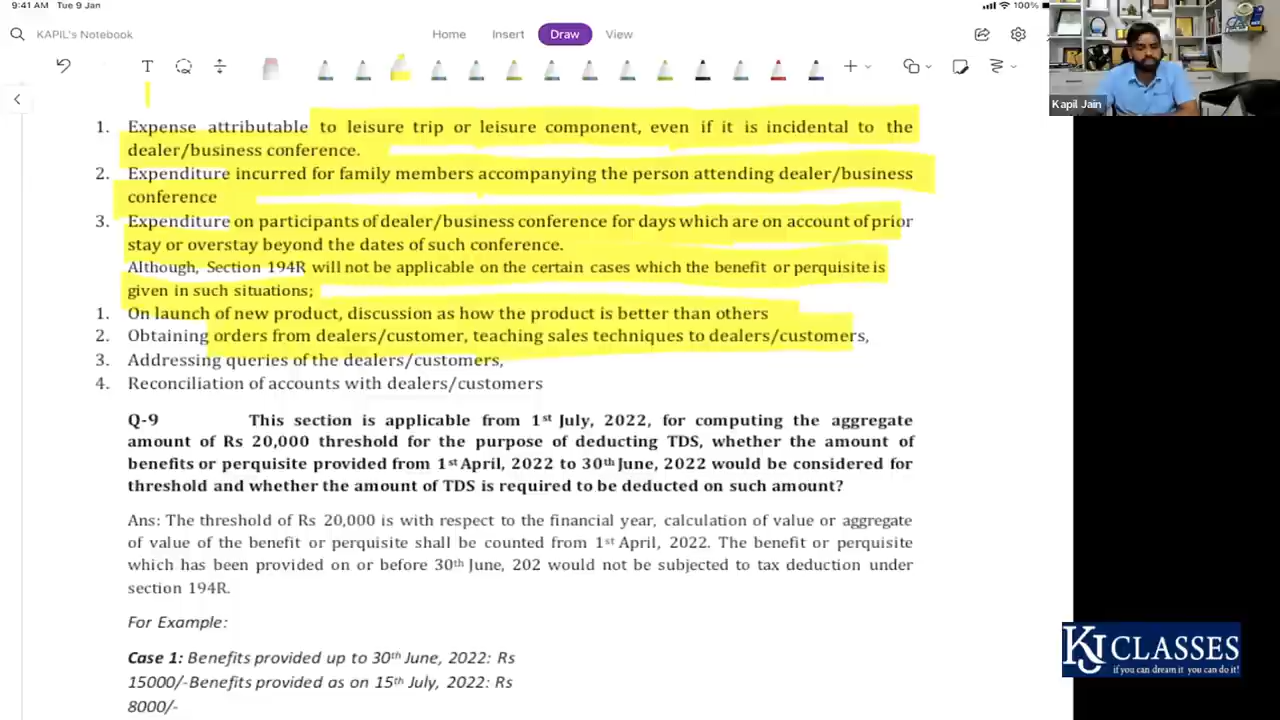 9:41 AM Tue 9 Jan
100%
KAPIL's Notebook
Home Insert Draw View
Kapil Jain
1. Expense attributable to leisure trip or leisure component, even if it is incidental to the
dealer/business conference.
2. Expenditure incurred for family members accompanying the person attending dealer/business
conference
3. Expenditure on participants of dealer/business conference for days which are on account of prior
stay or overstay beyond the dates of such conference.
Although, Section 194R will not be applicable on the certain cases which the benefit or perquisite is
given in such situations;
1. On launch of new product, discussion as how the product is better than others
2. Obtaining orders from dealers/customer, teaching sales techniques to dealers/customers,
3. Addressing queries of the dealers/customers,
4. Reconciliation of accounts with dealers/customers
Q-9 This section is applicable from 1st July, 2022, for computing the aggregate
amount of Rs 20,000 threshold for the purpose of deducting TDS, whether the amount of
benefits or perquisite provided from 1st April, 2022 to 30th June, 2022 would be considered for
threshold and whether the amount of TDS is required to be deducted on such amount?
Ans: The threshold of Rs 20,000 is with respect to the financial year, calculation of value or aggregate
of value of the benefit or perquisite shall be counted from 1st April, 2022. The benefit or perquisite
which has been provided on or before 30th June, 202 would not be subjected to tax deduction under
section 194R.
For Example:
Case 1: Benefits provided up to 30th June, 2022: Rs
15000/-Benefits provided as on 15th July, 2022: Rs
8000/-
KJ CLASSES
if you can dream it you can do it!